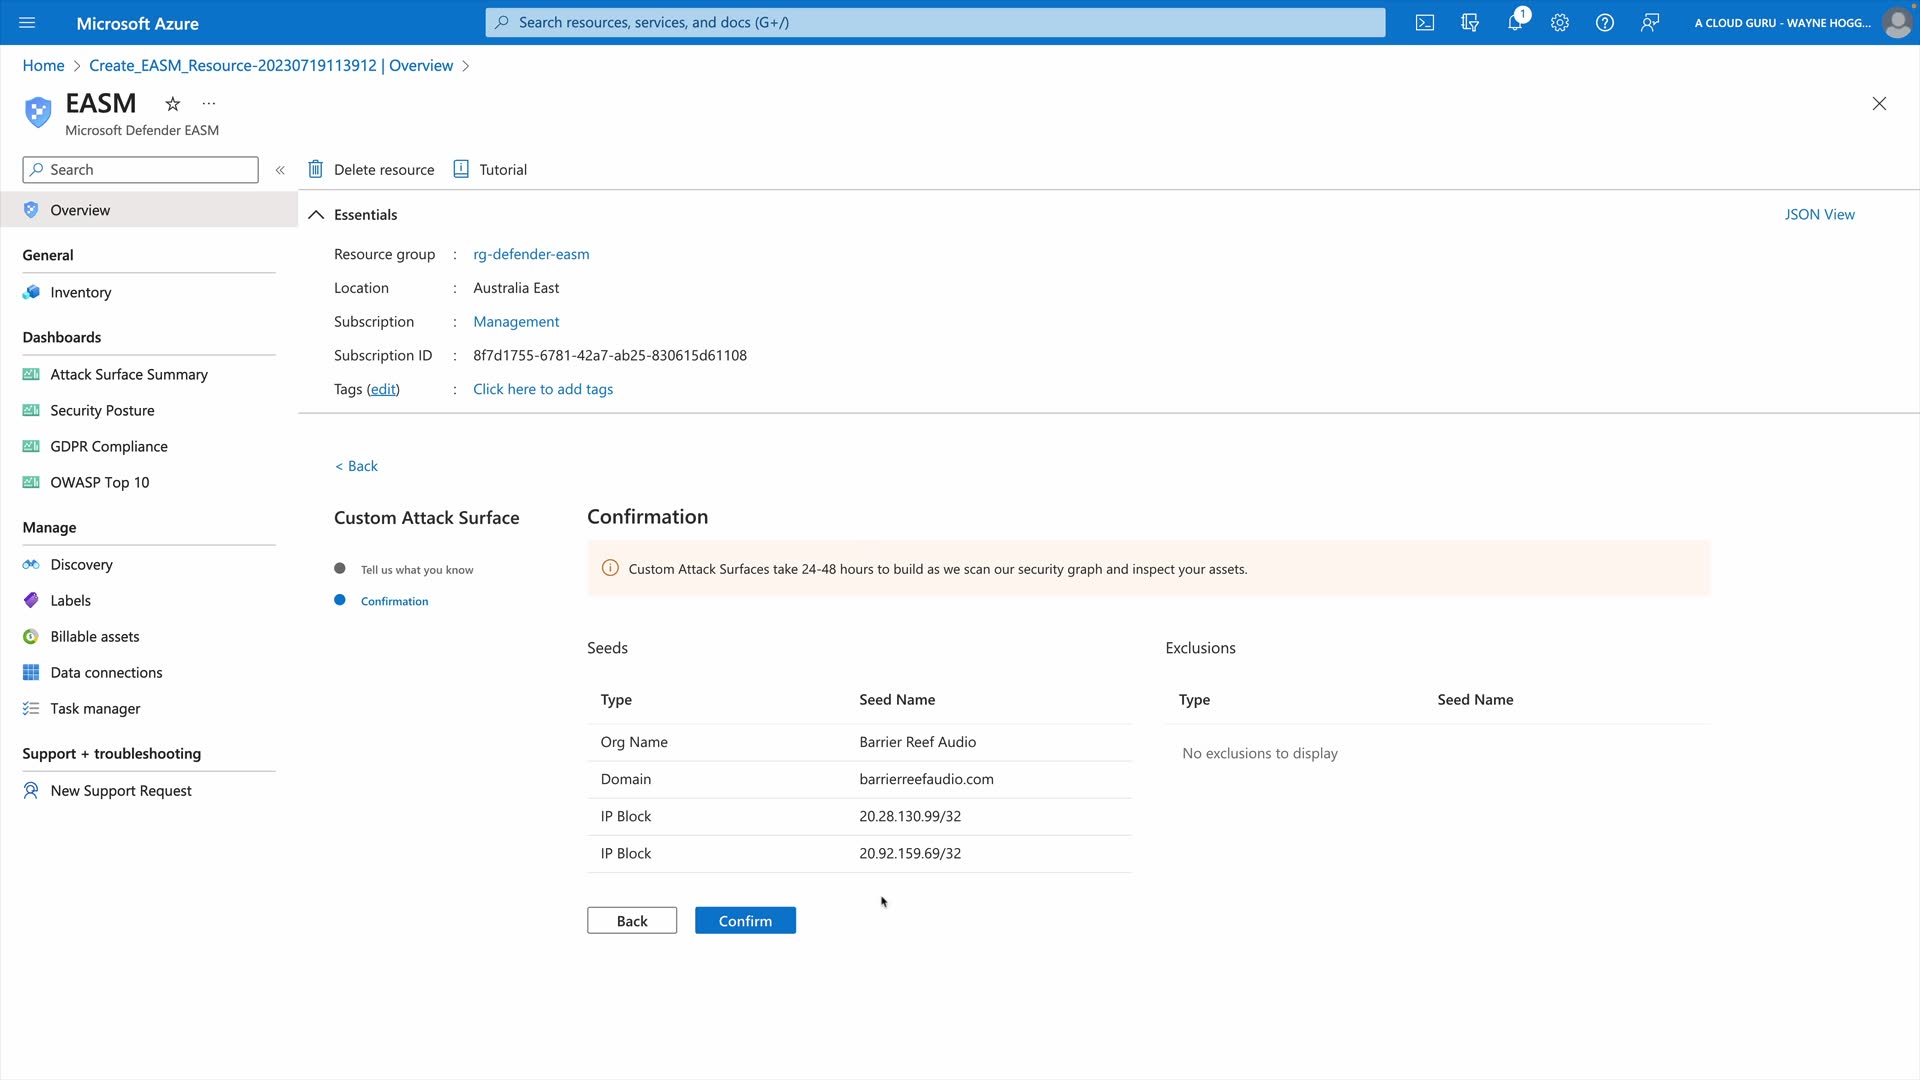 Microsoft Azure
Search resources, services, and docs (G+/)
1
A CLOUD GURU - WAYNE HOGG...
Home > Create_EASM_Resource-20230719113912 | Overview >
EASM
Microsoft Defender EASM
Search
Delete resource
Tutorial
Overview
General
Inventory
Dashboards
Attack Surface Summary
Security Posture
GDPR Compliance
OWASP Top 10
Manage
Discovery
Labels
Billable assets
Data connections
Task manager
Support + troubleshooting
New Support Request
Essentials
JSON View
Resource group : rg-defender-easm
Location : Australia East
Subscription : Management
Subscription ID : 8f7d1755-6781-42a7-ab25-830615d61108
Tags (edit) : Click here to add tags
< Back
Custom Attack Surface
Tell us what you know
Confirmation
Confirmation
Custom Attack Surfaces take 24-48 hours to build as we scan our security graph and inspect your assets.
Seeds
Type Seed Name
Org Name Barrier Reef Audio
Domain barrierreefaudio.com
IP Block 20.28.130.99/32
IP Block 20.92.159.69/32
Exclusions
Type Seed Name
No exclusions to display
Back
Confirm